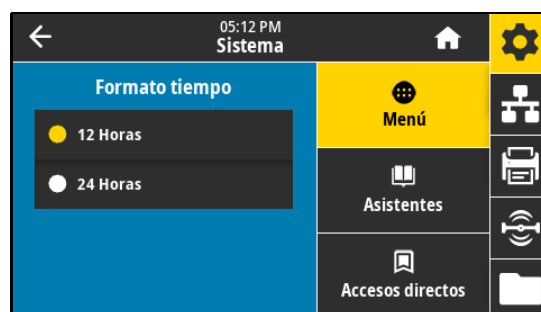 05:12 PM
Sistema
Formato tiempo
12 Horas
24 Horas
Menú
Asistentes
Accesos directos